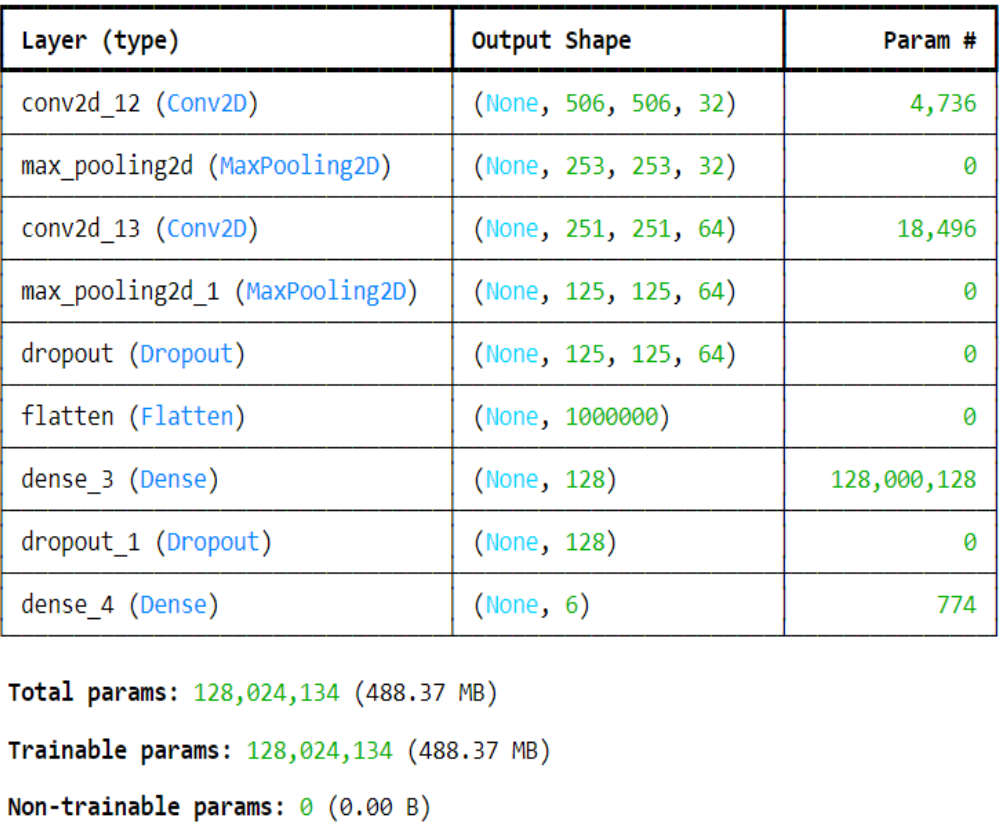 Layer (type) Output Shape Param #
conv2d_12 (Conv2D) (None, 506, 506, 32) 4,736
max_pooling2d (MaxPooling2D) (None, 253, 253, 32) 0
conv2d_13 (Conv2D) (None, 251, 251, 64) 18,496
max_pooling2d_1 (MaxPooling2D) (None, 125, 125, 64) 0
dropout (Dropout) (None, 125, 125, 64) 0
flatten (Flatten) (None, 1000000) 0
dense_3 (Dense) (None, 128) 128,000,128
dropout_1 (Dropout) (None, 128) 0
dense_4 (Dense) (None, 6) 774
Total params: 128,024,134 (488.37 MB)
Trainable params: 128,024,134 (488.37 MB)
Non-trainable params: 0 (0.00 B)